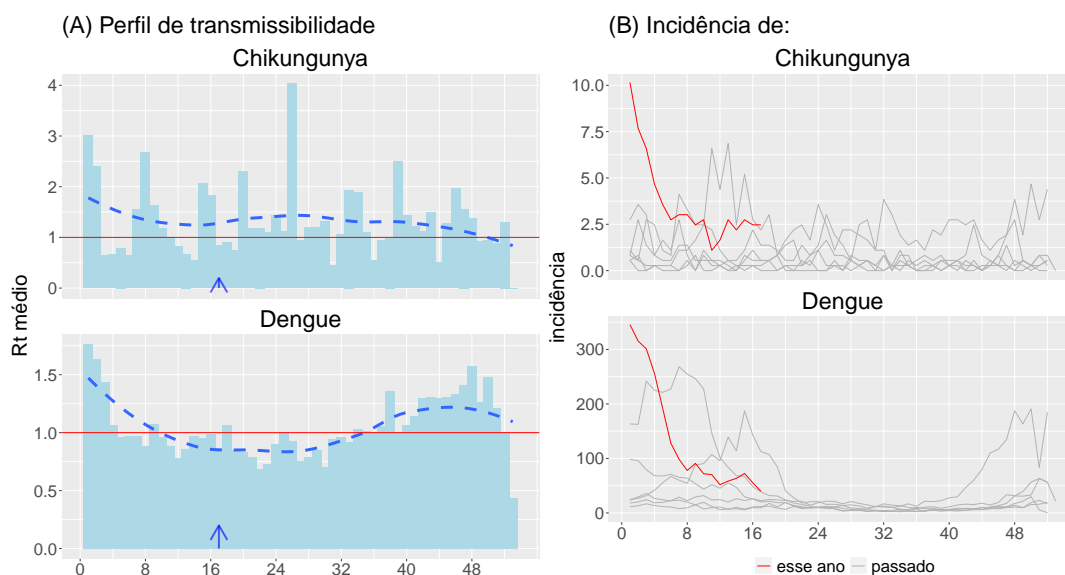 (A) Perfil de transmissibilidade
Chikungunya
4
3
2
1
0
Dengue
1.5
1.0
0.5
0.0
0 8 16 24 32 40 48
Rt médio
(B) Incidência de:
Chikungunya
10.0
7.5
5.0
2.5
0.0
Dengue
300
200
100
0
0 8 16 24 32 40 48
incidência
esse ano passado